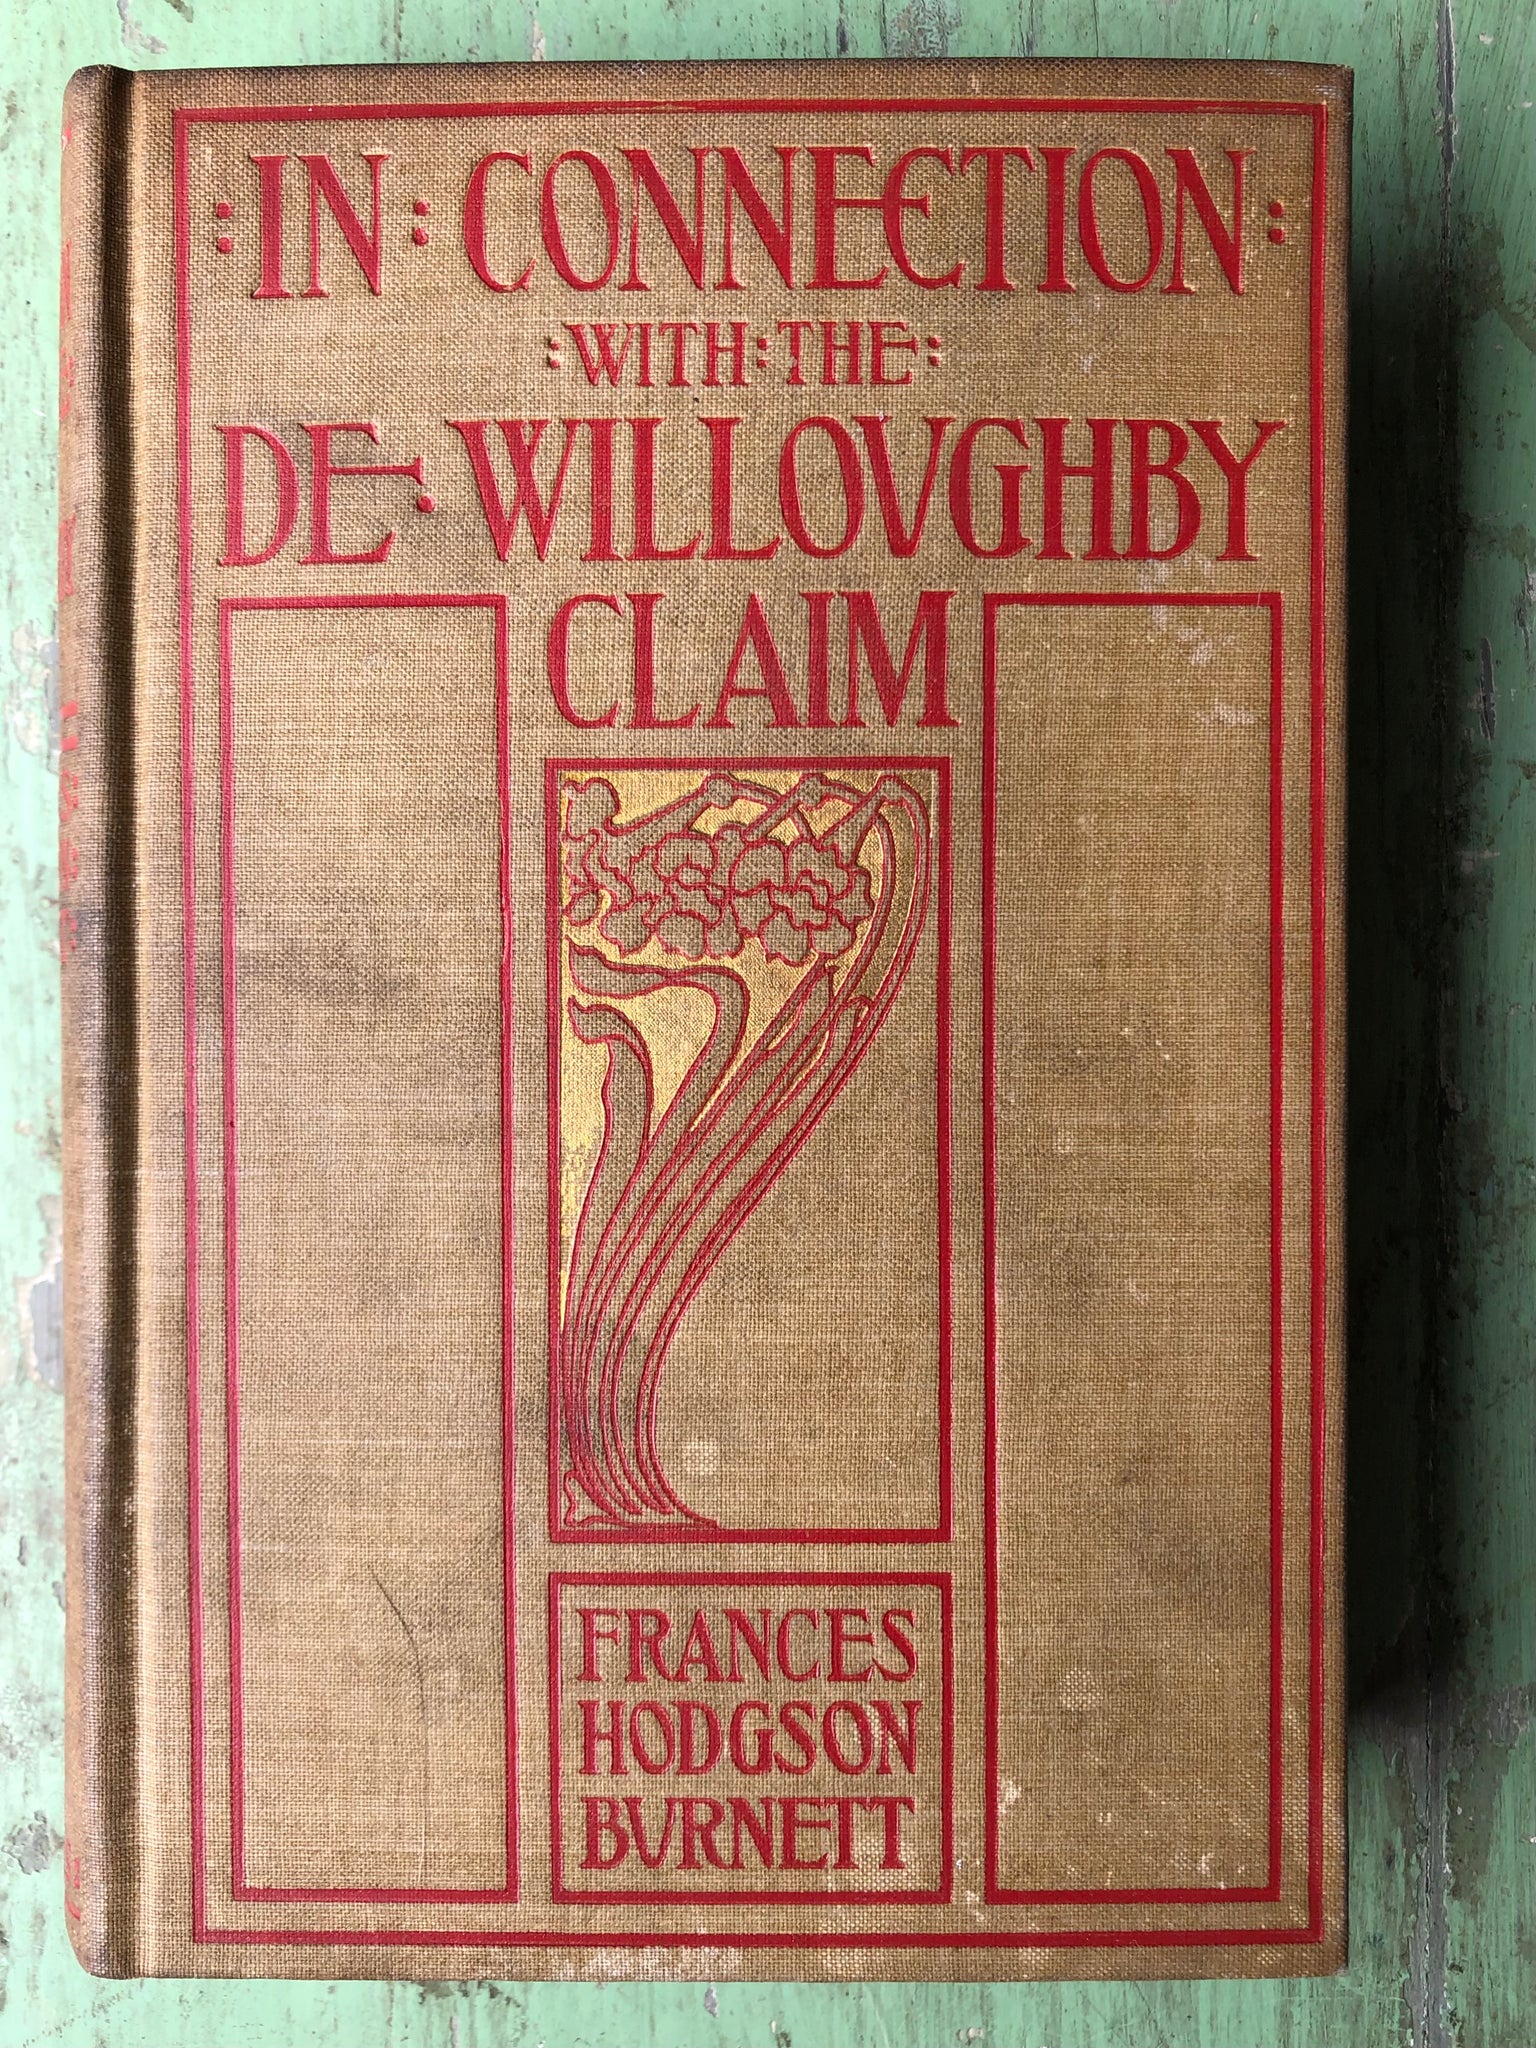 :IN:CONNECTION:
:WITH:THE:
DE·WILLOVGHBY
CLAIM
FRANCES
HODGSON
BVRNETT